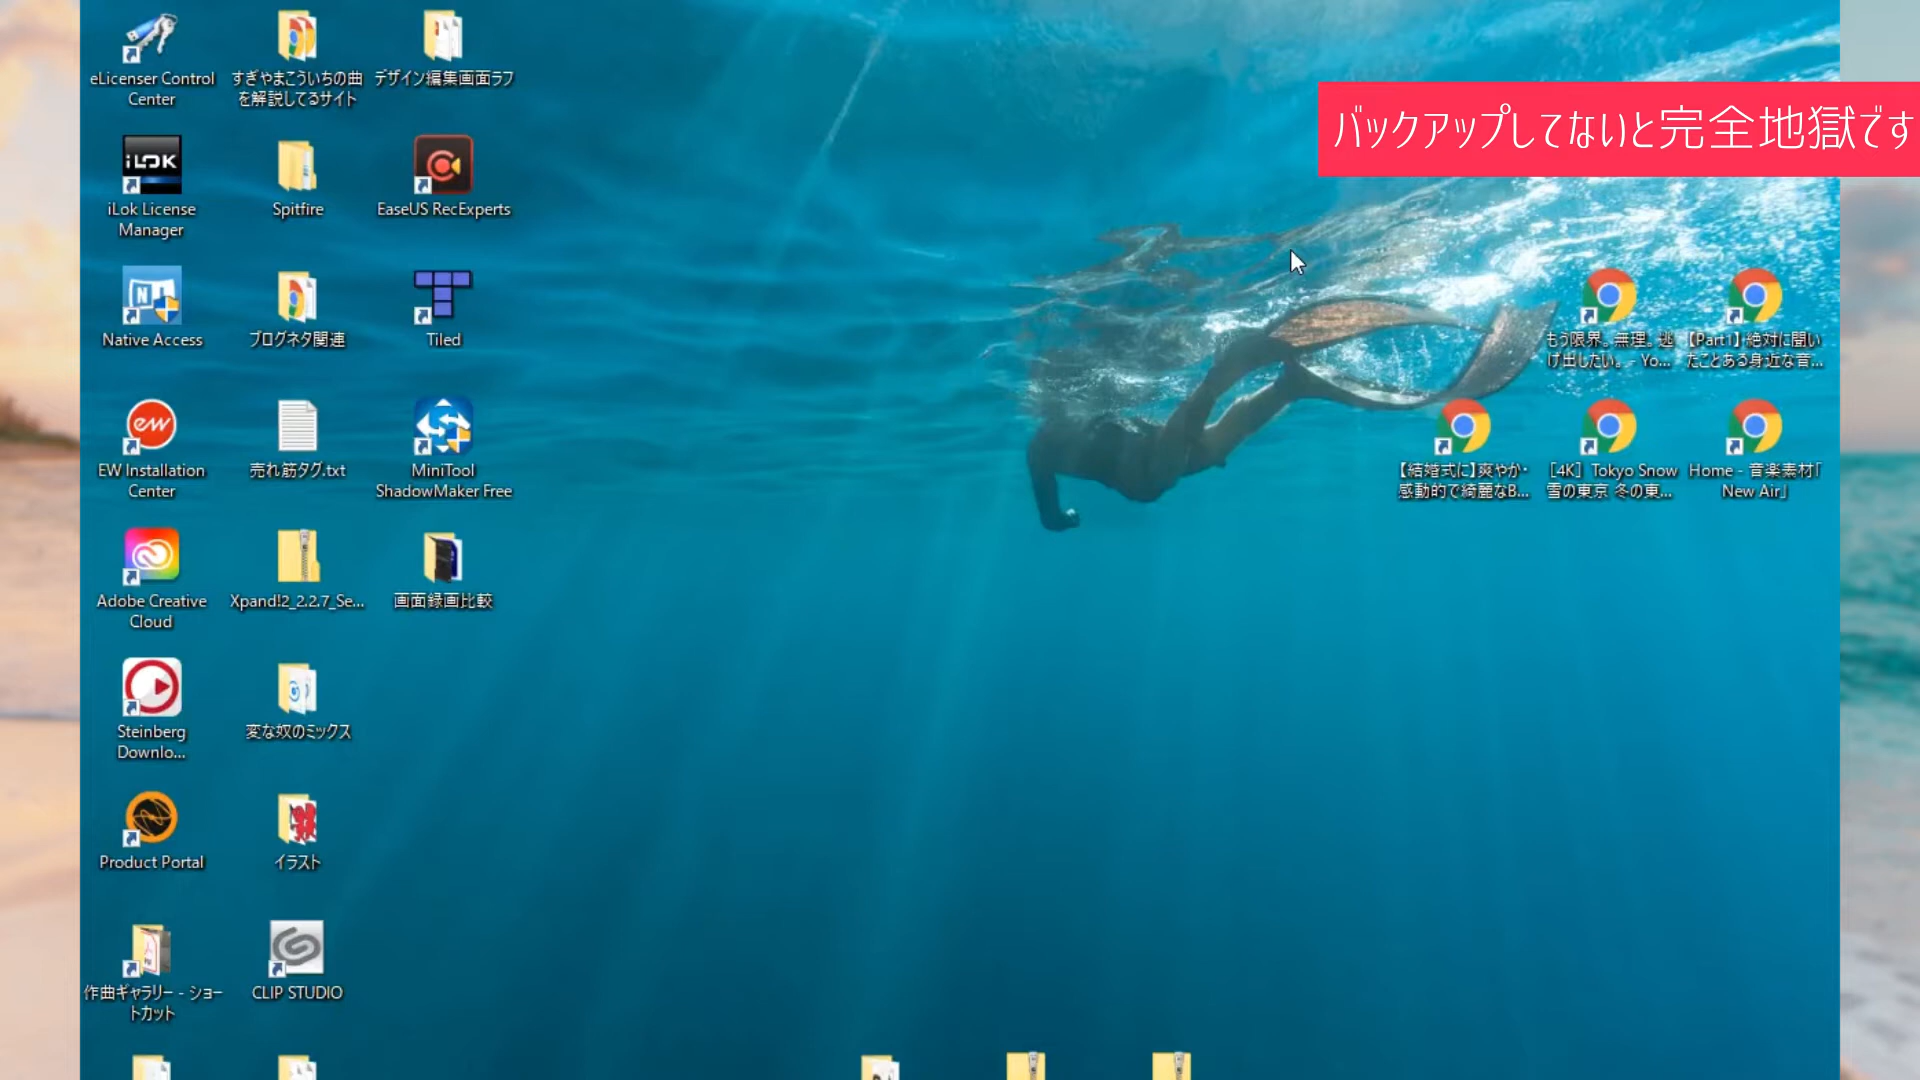 バックアップしてないと完全地獄です
eLicenser Control
Center
すぎやまこういちの曲
を解説してるサイト
デザイン編集画面ラフ
iLOK
iLok License
Manager
Spitfire
EaseUS RecExperts
Native Access
ブログネタ関連
Tiled
もう限界。無理。逃
げ出したい。 - Yo...
【Part1】絶対に聞い
たことある身近な音...
EW Installation
Center
売れ筋タグ.txt
MiniTool
ShadowMaker Free
【結婚式に】爽やか・
感動的で綺麗なB...
［4K］Tokyo Snow
雪の東京 冬の東...
Home - 音楽素材「
New Air」
Adobe Creative
Cloud
Xpand!2_2.2.7_Se...
画面録画比較
Steinberg
Downlo...
変な奴のミックス
Product Portal
イラスト
作曲ギャラリー - ショー
トカット
CLIP STUDIO